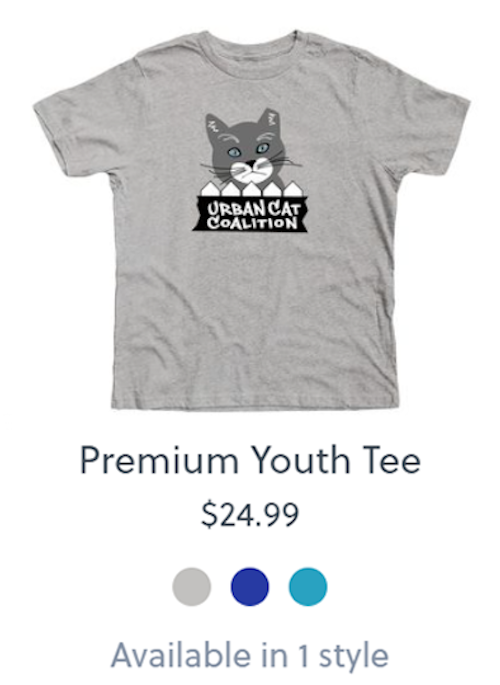 URBAN CAT
COALITION
Premium Youth Tee
$24.99
Available in 1 style